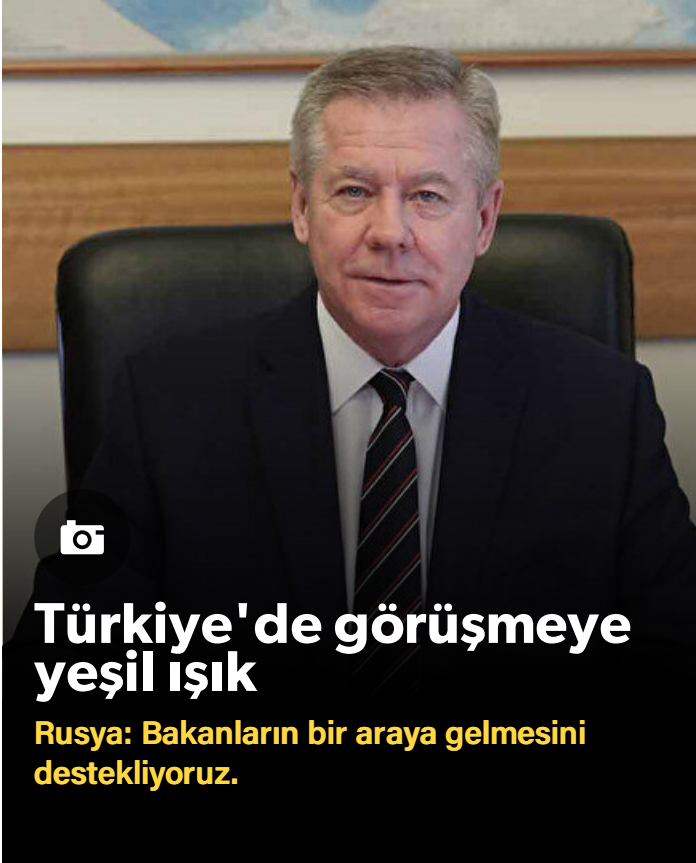 Türkiye'de görüşmeye
yeşil ışık
Rusya: Bakanların bir araya gelmesini
destekliyoruz.